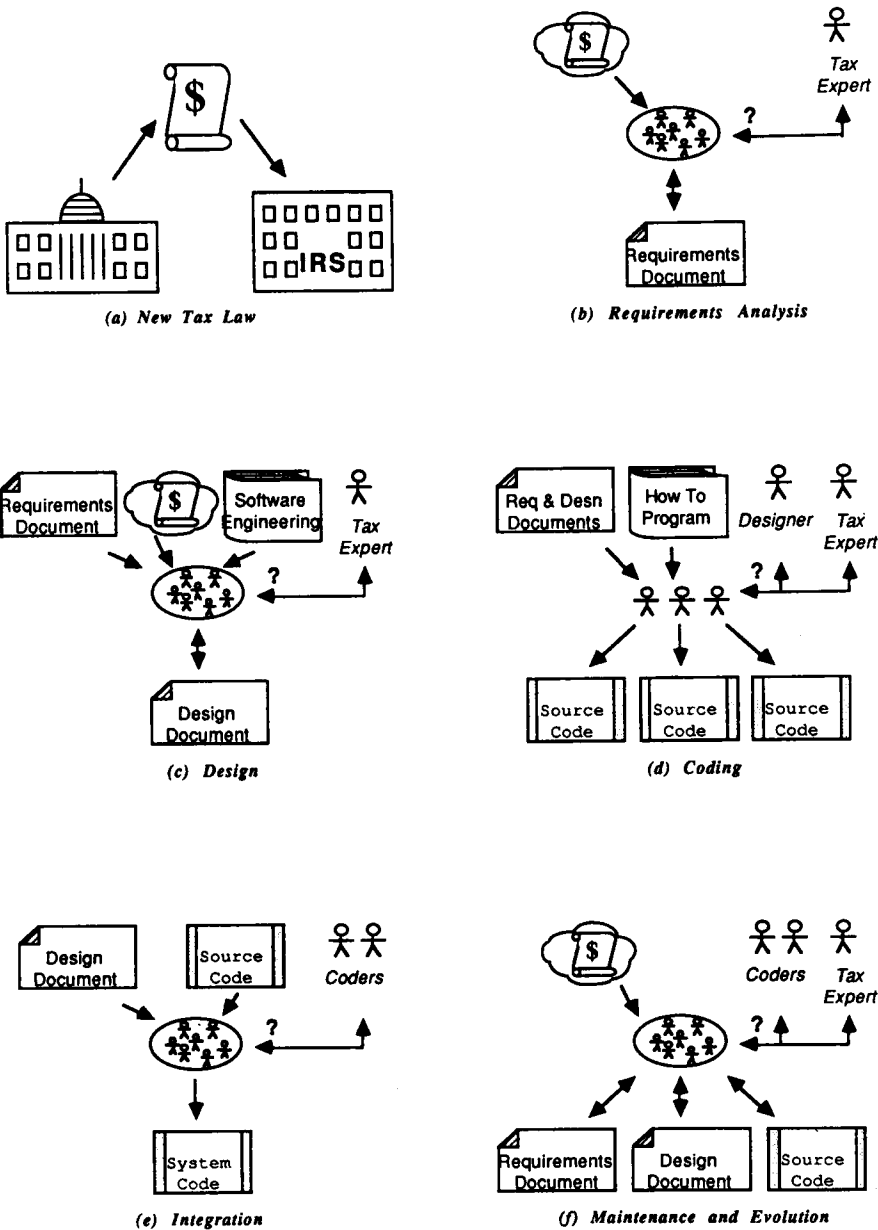 $
IRS
(a) New Tax Law
$
Tax
Expert
?
Requirements
Document
(b) Requirements Analysis
Requirements
Document
$
Software
Engineering
Tax
Expert
?
Design
Document
(c) Design
Req & Desn
Documents
How To
Program
Designer
Tax
Expert
?
Source
Code
Source
Code
Source
Code
(d) Coding
Design
Document
Source
Code
Coders
?
System
Code
(e) Integration
$
Coders
Tax
Expert
?
Requirements
Document
Design
Document
Source
Code
(f) Maintenance and Evolution